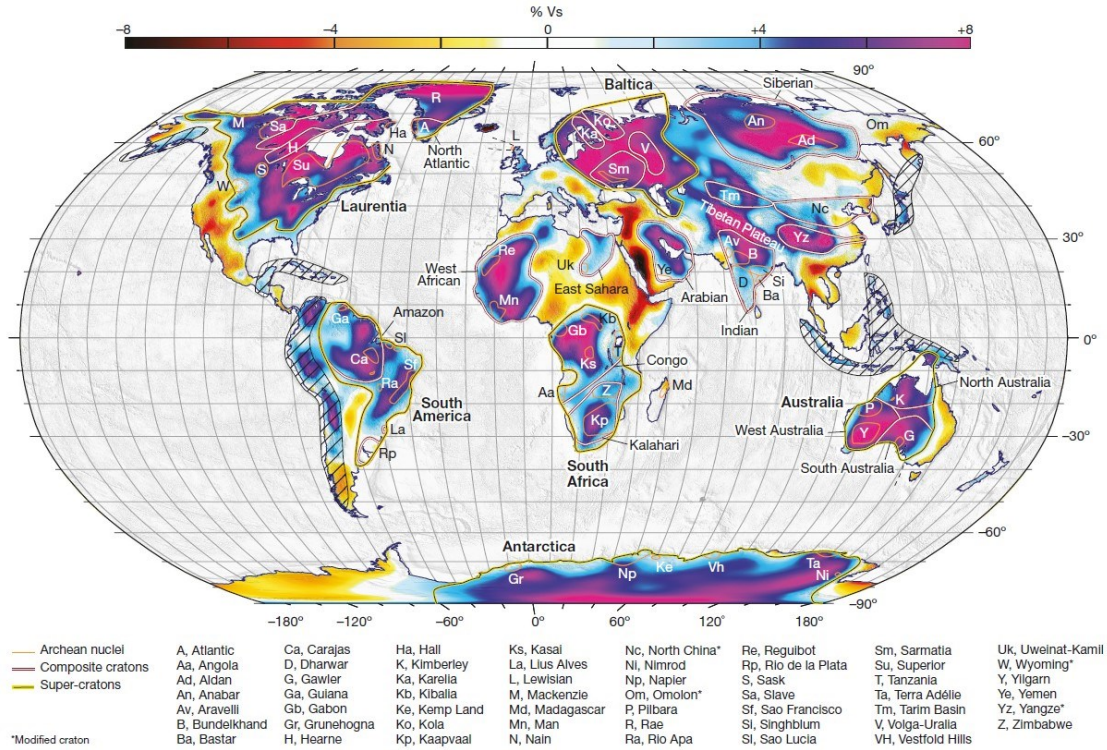 % Vs
−8 −4 0 +4 +8
90°
Siberian
Baltica
R
M
Sa
An
Om
Ko
Ka
Ha
A
L
60°
H
N
North
Atlantic
V
Ad
Su
S
Sm
W
Tm
Nc
Laurentia
Tibetan Plateau
Yz
30°
Re
Av
B
West
African
Uk
Ye
D
Si
Ba
East Sahara
Arabian
Mn
Indian
Amazon
Ga
Kb
Gb
Sl
0°
Ca
Ks
Congo
Sf
Md
North Australia
Ra
Aa
Z
K
Australia
P
South
America
Kp
West Australia
Y
G
La
Kalahari
−30°
Rp
South
Africa
South Australia
−60°
Antarctica
Gr
Np
Ke
Vh
Ta
Ni
−90°
−180° −120° −60° 0° 60° 120° 180°
Archean nuclei
Composite cratons
Super-cratons
*Modified craton
A, Atlantic
Aa, Angola
Ad, Aldan
An, Anabar
Av, Aravelli
B, Bundelkhand
Ba, Bastar
Ca, Carajas
D, Dharwar
G, Gawler
Ga, Guiana
Gb, Gabon
Gr, Grunehogna
H, Hearne
Ha, Hall
K, Kimberley
Ka, Karelia
Kb, Kibalia
Ke, Kemp Land
Ko, Kola
Kp, Kaapvaal
Ks, Kasai
La, Lius Alves
L, Lewisian
M, Mackenzie
Md, Madagascar
Mn, Man
N, Nain
Nc, North China*
Ni, Nimrod
Np, Napier
Om, Omolon*
P, Pilbara
R, Rae
Ra, Rio Apa
Re, Reguibot
Rp, Rio de la Plata
S, Sask
Sa, Slave
Sf, Sao Francisco
Si, Singhblum
Sl, Sao Lucia
Sm, Sarmatia
Su, Superior
T, Tanzania
Ta, Terra Adélie
Tm, Tarim Basin
V, Volga-Uralia
VH, Vestfold Hills
Uk, Uweinat-Kamil
W, Wyoming*
Y, Yilgarn
Ye, Yemen
Yz, Yangze*
Z, Zimbabwe